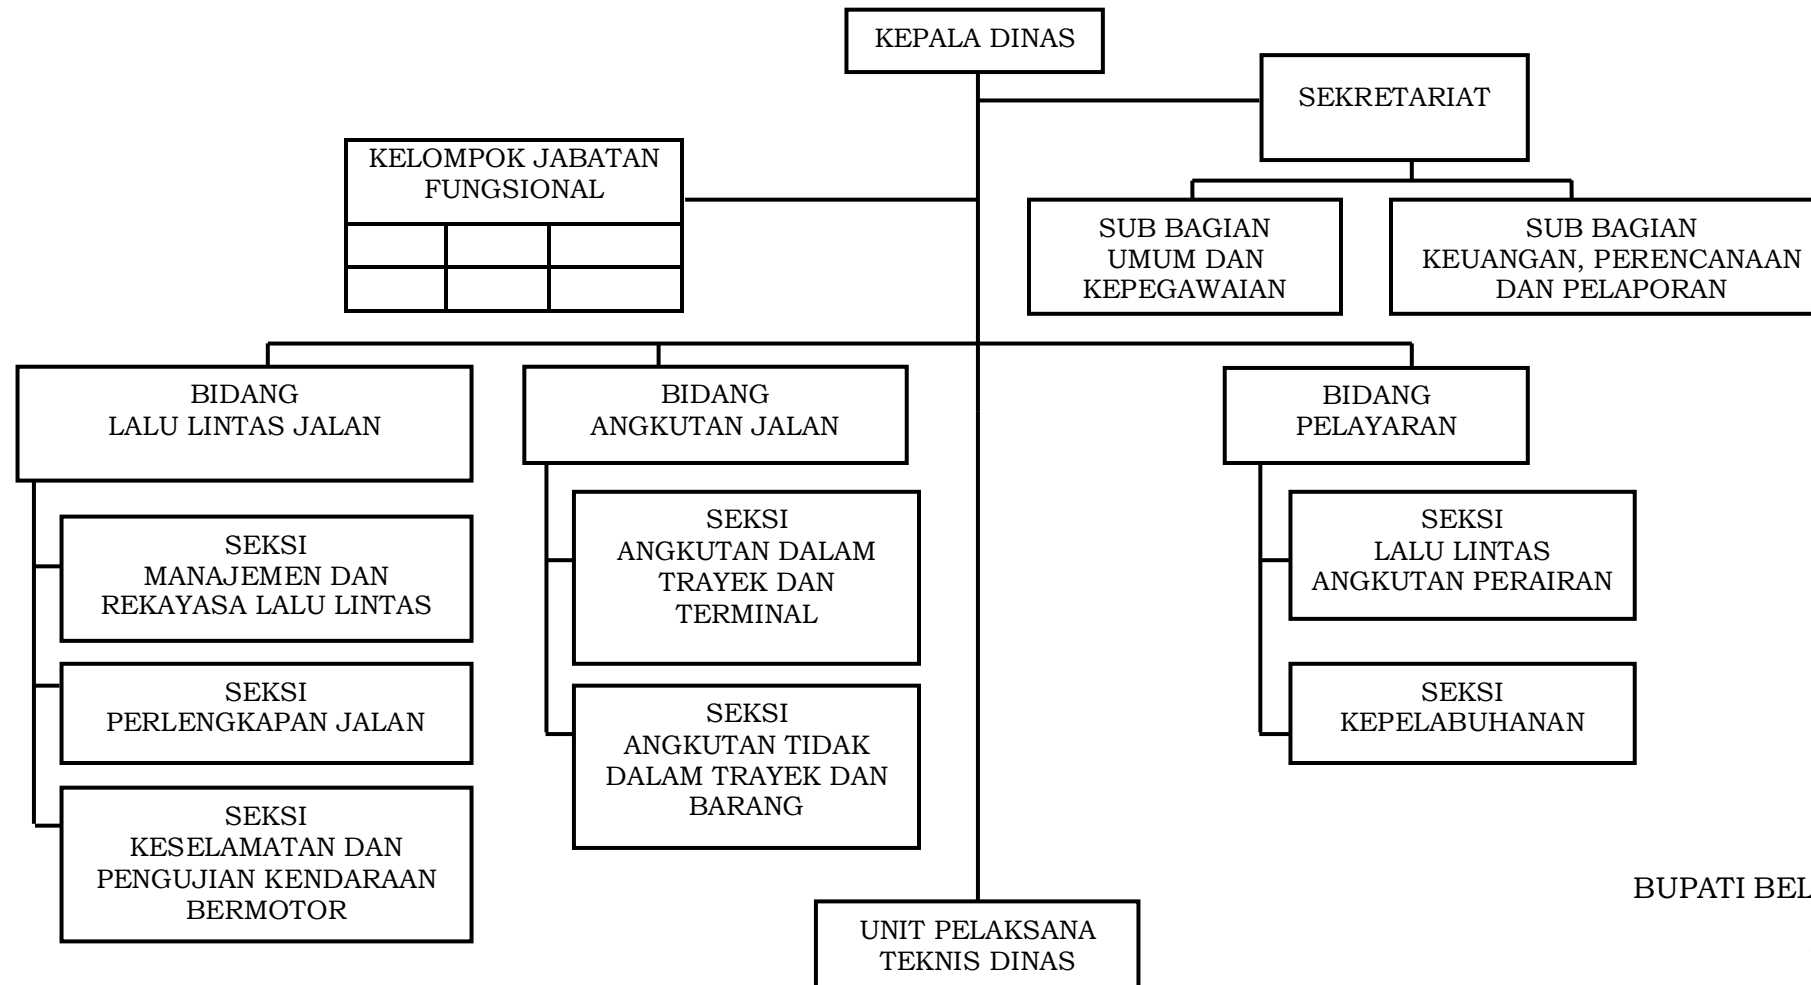 KEPALA DINAS
SEKRETARIAT
KELOMPOK JABATAN
FUNGSIONAL
SUB BAGIAN
UMUM DAN
KEPEGAWAIAN
SUB BAGIAN
KEUANGAN, PERENCANAAN
DAN PELAPORAN
BIDANG
LALU LINTAS JALAN
BIDANG
ANGKUTAN JALAN
BIDANG
PELAYARAN
SEKSI
MANAJEMEN DAN
REKAYASA LALU LINTAS
SEKSI
PERLENGKAPAN JALAN
SEKSI
KESELAMATAN DAN
PENGUJIAN KENDARAAN
BERMOTOR
SEKSI
ANGKUTAN DALAM
TRAYEK DAN
TERMINAL
SEKSI
ANGKUTAN TIDAK
DALAM TRAYEK DAN
BARANG
SEKSI
LALU LINTAS
ANGKUTAN PERAIRAN
SEKSI
KEPELABUHANAN
UNIT PELAKSANA
TEKNIS DINAS
BUPATI BEL